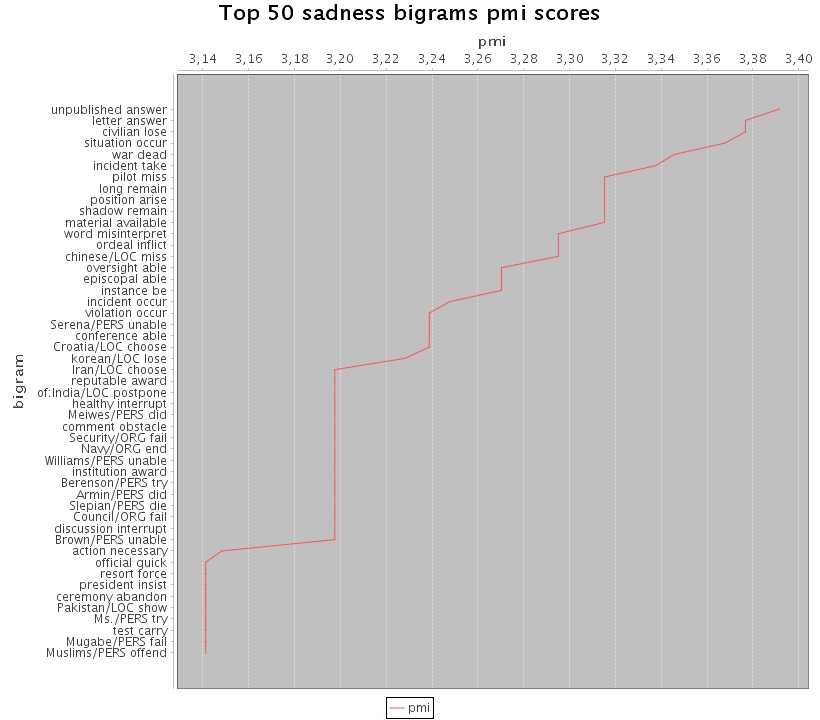 Top 50 sadness bigrams pmi scores
pmi
3,14 3,16 3,18 3,20 3,22 3,24 3,26 3,28 3,30 3,32 3,34 3,36 3,38 3,40
unpublished answer
letter answer
civilian lose
situation occur
war dead
incident take
pilot miss
long remain
position arise
shadow remain
material available
word misinterpret
ordeal inflict
chinese/LOC miss
oversight able
episcopal able
instance be
incident occur
violation occur
Serena/PERS unable
conference able
Croatia/LOC choose
korean/LOC lose
Iran/LOC choose
reputable award
of:India/LOC postpone
healthy interrupt
Meiwes/PERS did
comment obstacle
Security/ORG fail
Navy/ORG end
Williams/PERS unable
institution award
Berenson/PERS try
Armin/PERS did
Slepian/PERS die
Council/ORG fail
discussion interrupt
Brown/PERS unable
action necessary
official quick
resort force
president insist
ceremony abandon
Pakistan/LOC show
Ms./PERS try
test carry
Mugabe/PERS fail
Muslims/PERS offend
bigram
pmi